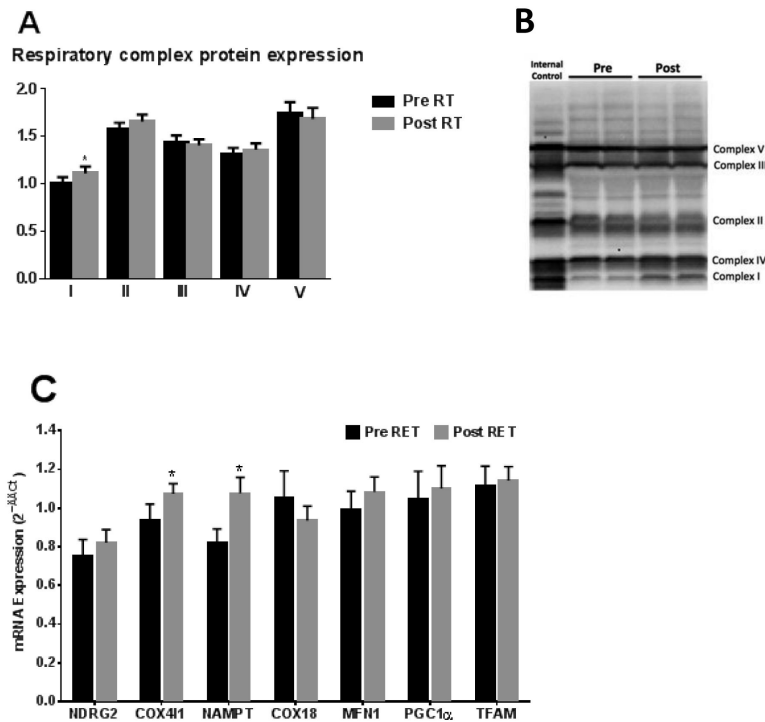 A
Respiratory complex protein expression
2.0
1.5
1.0
0.5
0.0
*
I II III IV V
Pre RT
Post RT
B
Internal Control
Pre Post
Complex V
Complex III
Complex II
Complex IV
Complex I
C
mRNA Expression (2⁻ÄÄCt)
1.4
1.2
1.0
0.8
0.6
0.4
0.2
0.0
Pre RET Post RET
* *
NDRG2 COX4I1 NAMPT COX18 MFN1 PGC1α TFAM